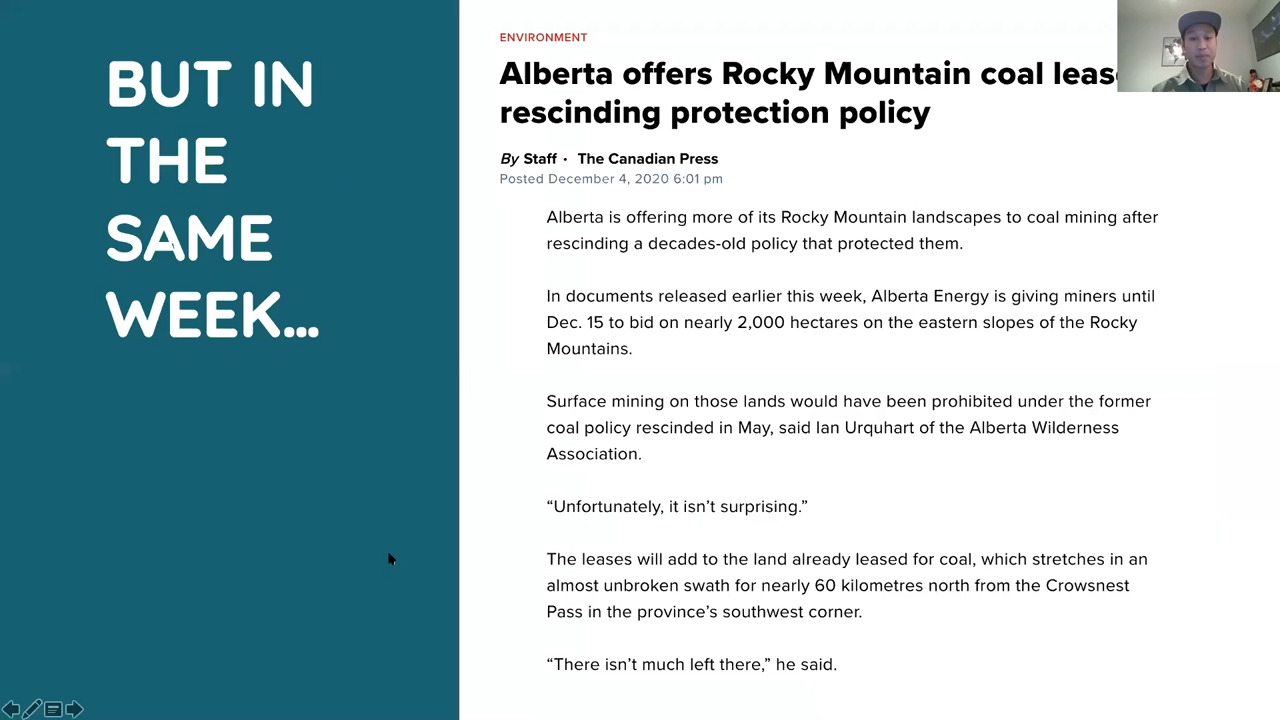 BUT IN
THE
SAME
WEEK...
ENVIRONMENT
Alberta offers Rocky Mountain coal
rescinding protection policy
By Staff · The Canadian Press
Posted December 4, 2020 6:01 pm
Alberta is offering more of its Rocky Mountain landscapes to coal mining after
rescinding a decades-old policy that protected them.
In documents released earlier this week, Alberta Energy is giving miners until
Dec. 15 to bid on nearly 2,000 hectares on the eastern slopes of the Rocky
Mountains.
Surface mining on those lands would have been prohibited under the former
coal policy rescinded in May, said Ian Urquhart of the Alberta Wilderness
Association.
“Unfortunately, it isn’t surprising.”
The leases will add to the land already leased for coal, which stretches in an
almost unbroken swath for nearly 60 kilometres north from the Crowsnest
Pass in the province’s southwest corner.
“There isn’t much left there,” he said.